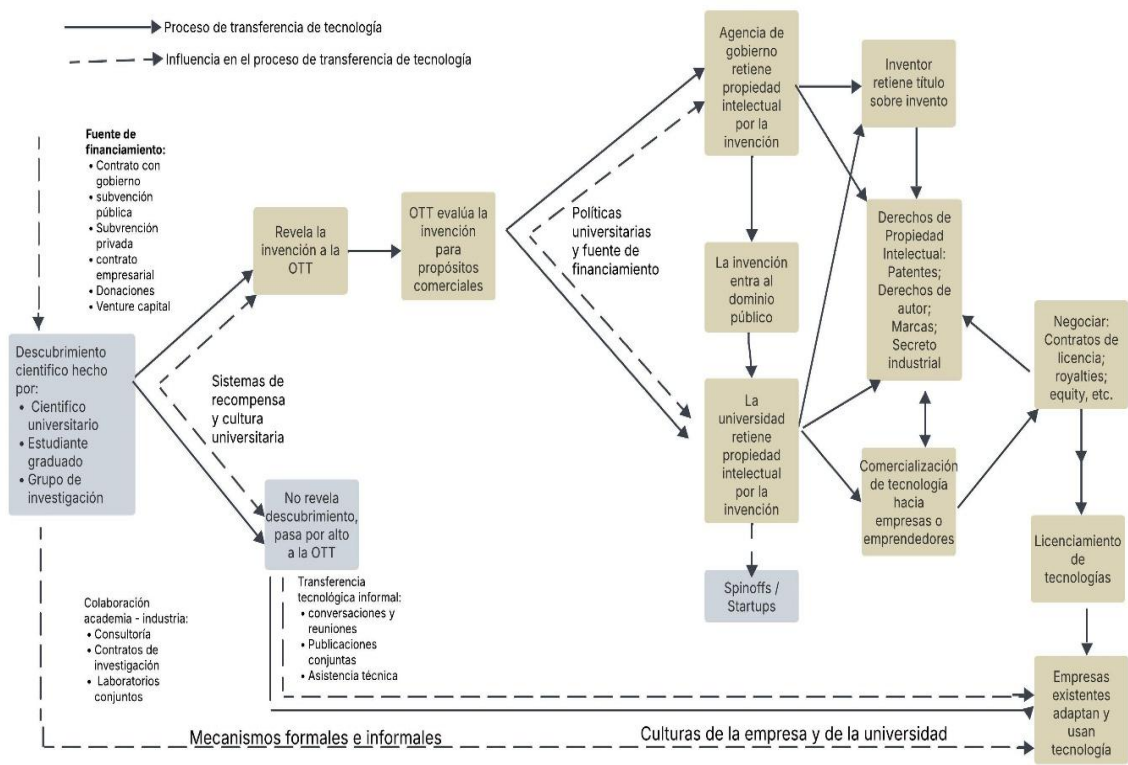 Proceso de transferencia de tecnología
Influencia en el proceso de transferencia de tecnología
Fuente de
financiamiento:
• Contrato con
gobierno
• subvención
pública
• Subvrención
privada
• contrato
empresarial
• Donaciones
• Venture capital
Descubrimiento
cientifico hecho
por:
• Científico
universitario
• Estudiante
graduado
• Grupo de
investigación
Revela la
invención a la
OTT
OTT evalúa la
invención
para
propósitos
comerciales
Sistemas de
recompensa
y cultura
universitaria
No revela
descubrimiento,
pasa por alto
a la OTT
Políticas
universitarias
y fuente de
financiamiento
Agencia de
gobierno
retiene
propiedad
intelectual
por la
invención
La invención
entra al
dominio
público
La
universidad
retiene
propiedad
intelectual
por la
invención
Spinoffs /
Startups
Inventor
retiene título
sobre invento
Derechos de
Propiedad
Intelectual:
Patentes;
Derechos de
autor;
Marcas;
Secreto
industrial
Comercialización
de tecnología
hacia
empresas o
emprendedores
Negociar:
Contratos de
licencia;
royalties;
equity, etc.
Licenciamiento
de
tecnologías
Empresas
existentes
adaptan y
usan
tecnología
Transferencia
tecnológica informal:
• conversaciones y
reuniones
• Publicaciones
conjuntas
• Asistencia técnica
Colaboración
academia - industria:
• Consultoría
• Contratos de
investigación
• Laboratorios
conjuntos
Mecanismos formales e informales
Culturas de la empresa y de la universidad